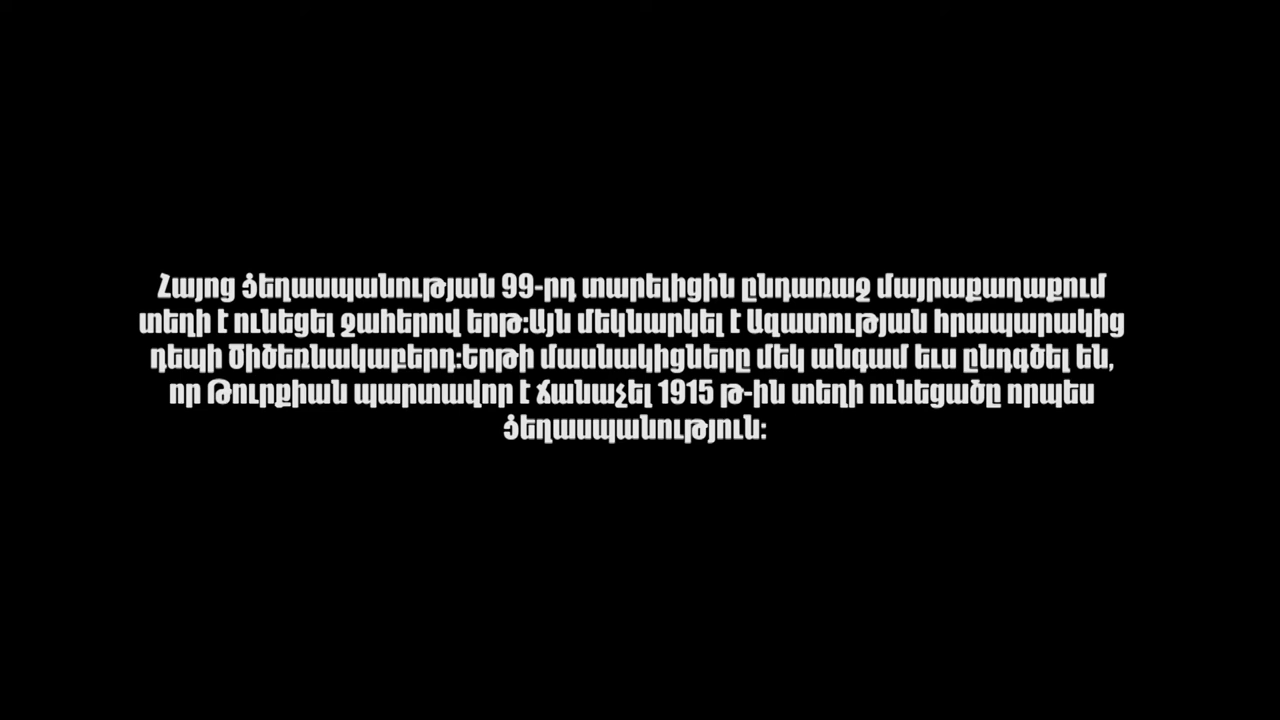 Հայոց ցեղասպանության 99-րդ տարելիցին ընդառաջ մայրաքաղաքում
տեղի է ունեցել ջահերով երթ:Այն մեկնարկել է Ազատության հրապարակից
դեպի Ծիծեռնակաբերդ:Երթի մասնակիցները մեկ անգամ եւս ընդգծել են,
որ Թուրքիան պարտավոր է ճանաչել 1915 թ-ին տեղի ունեցածը որպես
ցեղասպանություն: